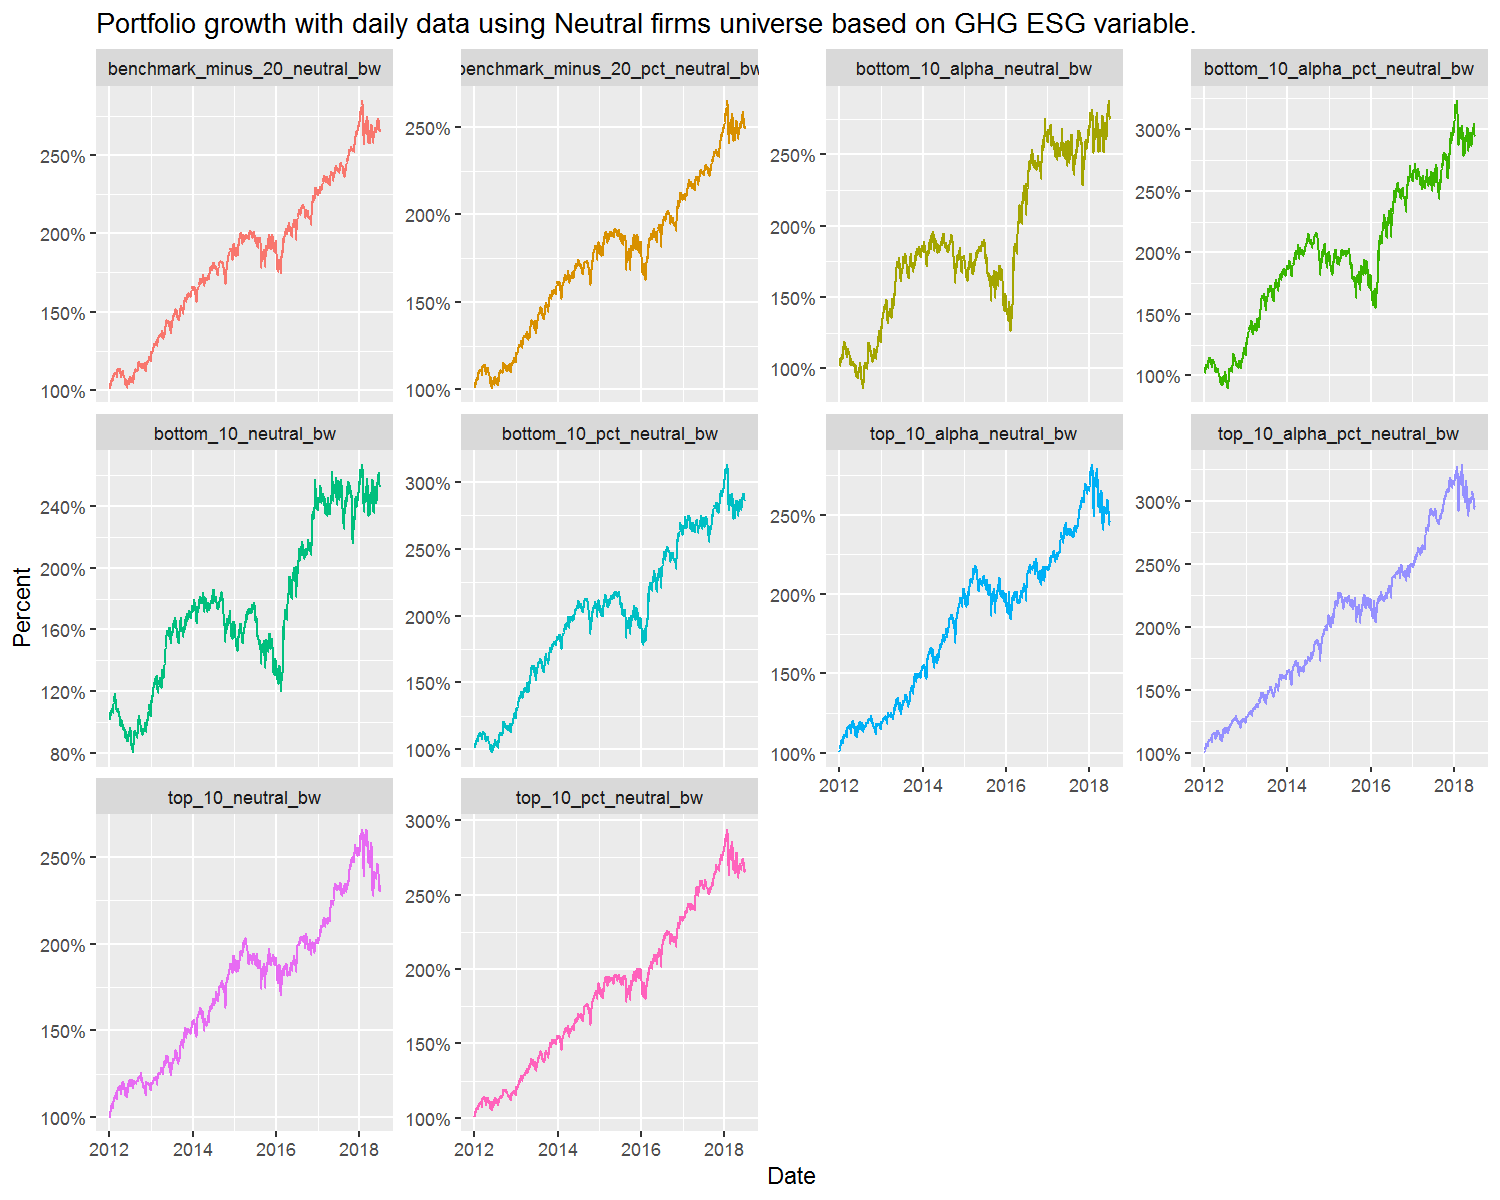 Portfolio growth with daily data using Neutral firms universe based on GHG ESG variable.
benchmark_minus_20_neutral_bw
benchmark_minus_20_pct_neutral_bw
bottom_10_alpha_neutral_bw
bottom_10_alpha_pct_neutral_bw
250%
200%
150%
100%
250%
200%
150%
100%
250%
200%
150%
100%
300%
250%
200%
150%
100%
bottom_10_neutral_bw
bottom_10_pct_neutral_bw
top_10_alpha_neutral_bw
top_10_alpha_pct_neutral_bw
240%
200%
160%
120%
80%
300%
250%
200%
150%
100%
250%
200%
150%
100%
300%
250%
200%
150%
100%
2012 2014 2016 2018
2012 2014 2016 2018
top_10_neutral_bw
top_10_pct_neutral_bw
250%
200%
150%
100%
300%
250%
200%
150%
100%
2012 2014 2016 2018
2012 2014 2016 2018
Percent
Date